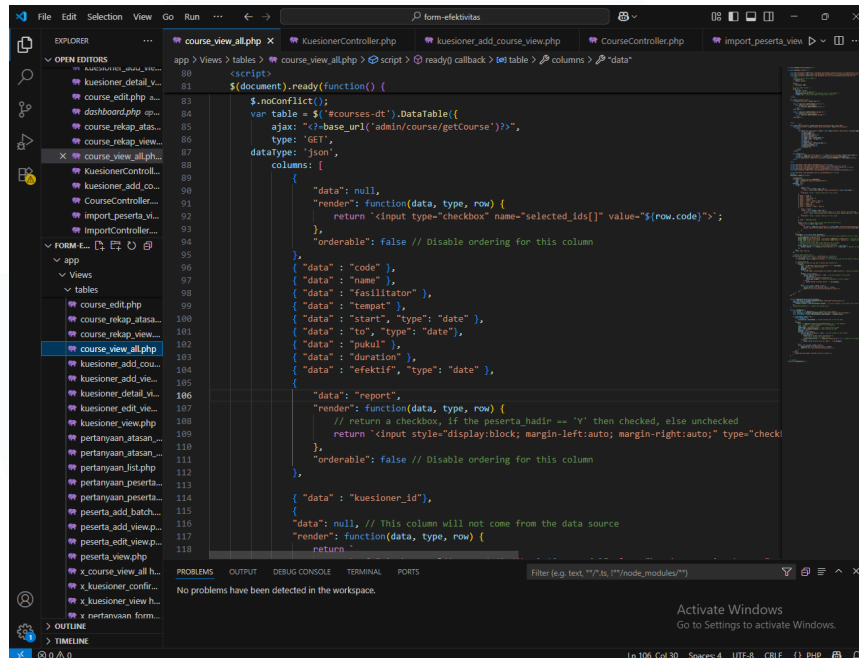 File Edit Selection View Go Run ... form-efektivitas
EXPLORER
OPEN EDITORS
kuesioner_detail_v...
course_edit.php a...
dashboard.php
course_rekap_atas...
course_rekap_view...
course_view_all.ph...
KuesionerControll...
kuesioner_add_co...
CourseController....
import_peserta_vi...
ImportController....
FORM-E...
app
Views
tables
course_edit.php
course_rekap_atasa...
course_rekap_view....
course_view_all.php
kuesioner_add_cou...
kuesioner_add_vie...
kuesioner_detail_vi...
kuesioner_edit_vie...
kuesioner_view.php
pertanyaan_atasan_...
pertanyaan_atasan_...
pertanyaan_list.php
pertanyaan_peserta...
pertanyaan_peserta...
peserta_add_batch....
peserta_add_view.p...
peserta_edit_view.p...
peserta_view.php
x_course_view_all h...
x_kuesioner_confir...
x_kuesioner_view h...
x_pertanyaan_form...
OUTLINE
TIMELINE
course_view_all.php KuesionerController.php kuesioner_add_course_view.php CourseController.php import_peserta_view
app > Views > tables > course_view_all.php > script > ready() callback > table > columns > "data"
80 <script>
81 $(document).ready(function() {
83 $.noConflict();
84 var table = $('#courses-dt').DataTable({
85 ajax: "<?=base_url('admin/course/getCourse')?>",
86 type: 'GET',
87 dataType: 'json',
88 columns: [
89 {
90 "data": null,
91 "render": function(data, type, row) {
92 return `<input type="checkbox" name="selected_ids[]" value="${row.code}">`;
93 },
94 "orderable": false // Disable ordering for this column
95 },
96 { "data" : "code" },
97 { "data" : "name" },
98 { "data" : "fasilitator" },
99 { "data" : "tempat" },
100 { "data" : "start", "type": "date" },
101 { "data" : "to", "type": "date"},
102 { "data" : "pukul" },
103 { "data" : "duration" },
104 { "data" : "efektif", "type": "date" },
105 {
106 "data": "report",
107 "render": function(data, type, row) {
108 // return a checkbox, if the peserta_hadir == 'Y' then checked, else unchecked
109 return `<input style="display:block; margin-left:auto; margin-right:auto;" type="checkl
110 },
111 "orderable": false // Disable ordering for this column
112 },
113
114 { "data" : "kuesioner_id"},
115 {
116 "data": null, // This column will not come from the data source
117 "render": function(data, type, row) {
118 return `
PROBLEMS OUTPUT DEBUG CONSOLE TERMINAL PORTS Filter (e.g. text, **/*.ts, !**/node_modules/**)
No problems have been detected in the workspace.
Activate Windows
Go to Settings to activate Windows.
0 0 0 Ln 106, Col 30 Spaces: 4 UTF-8 CRLF {} PHP